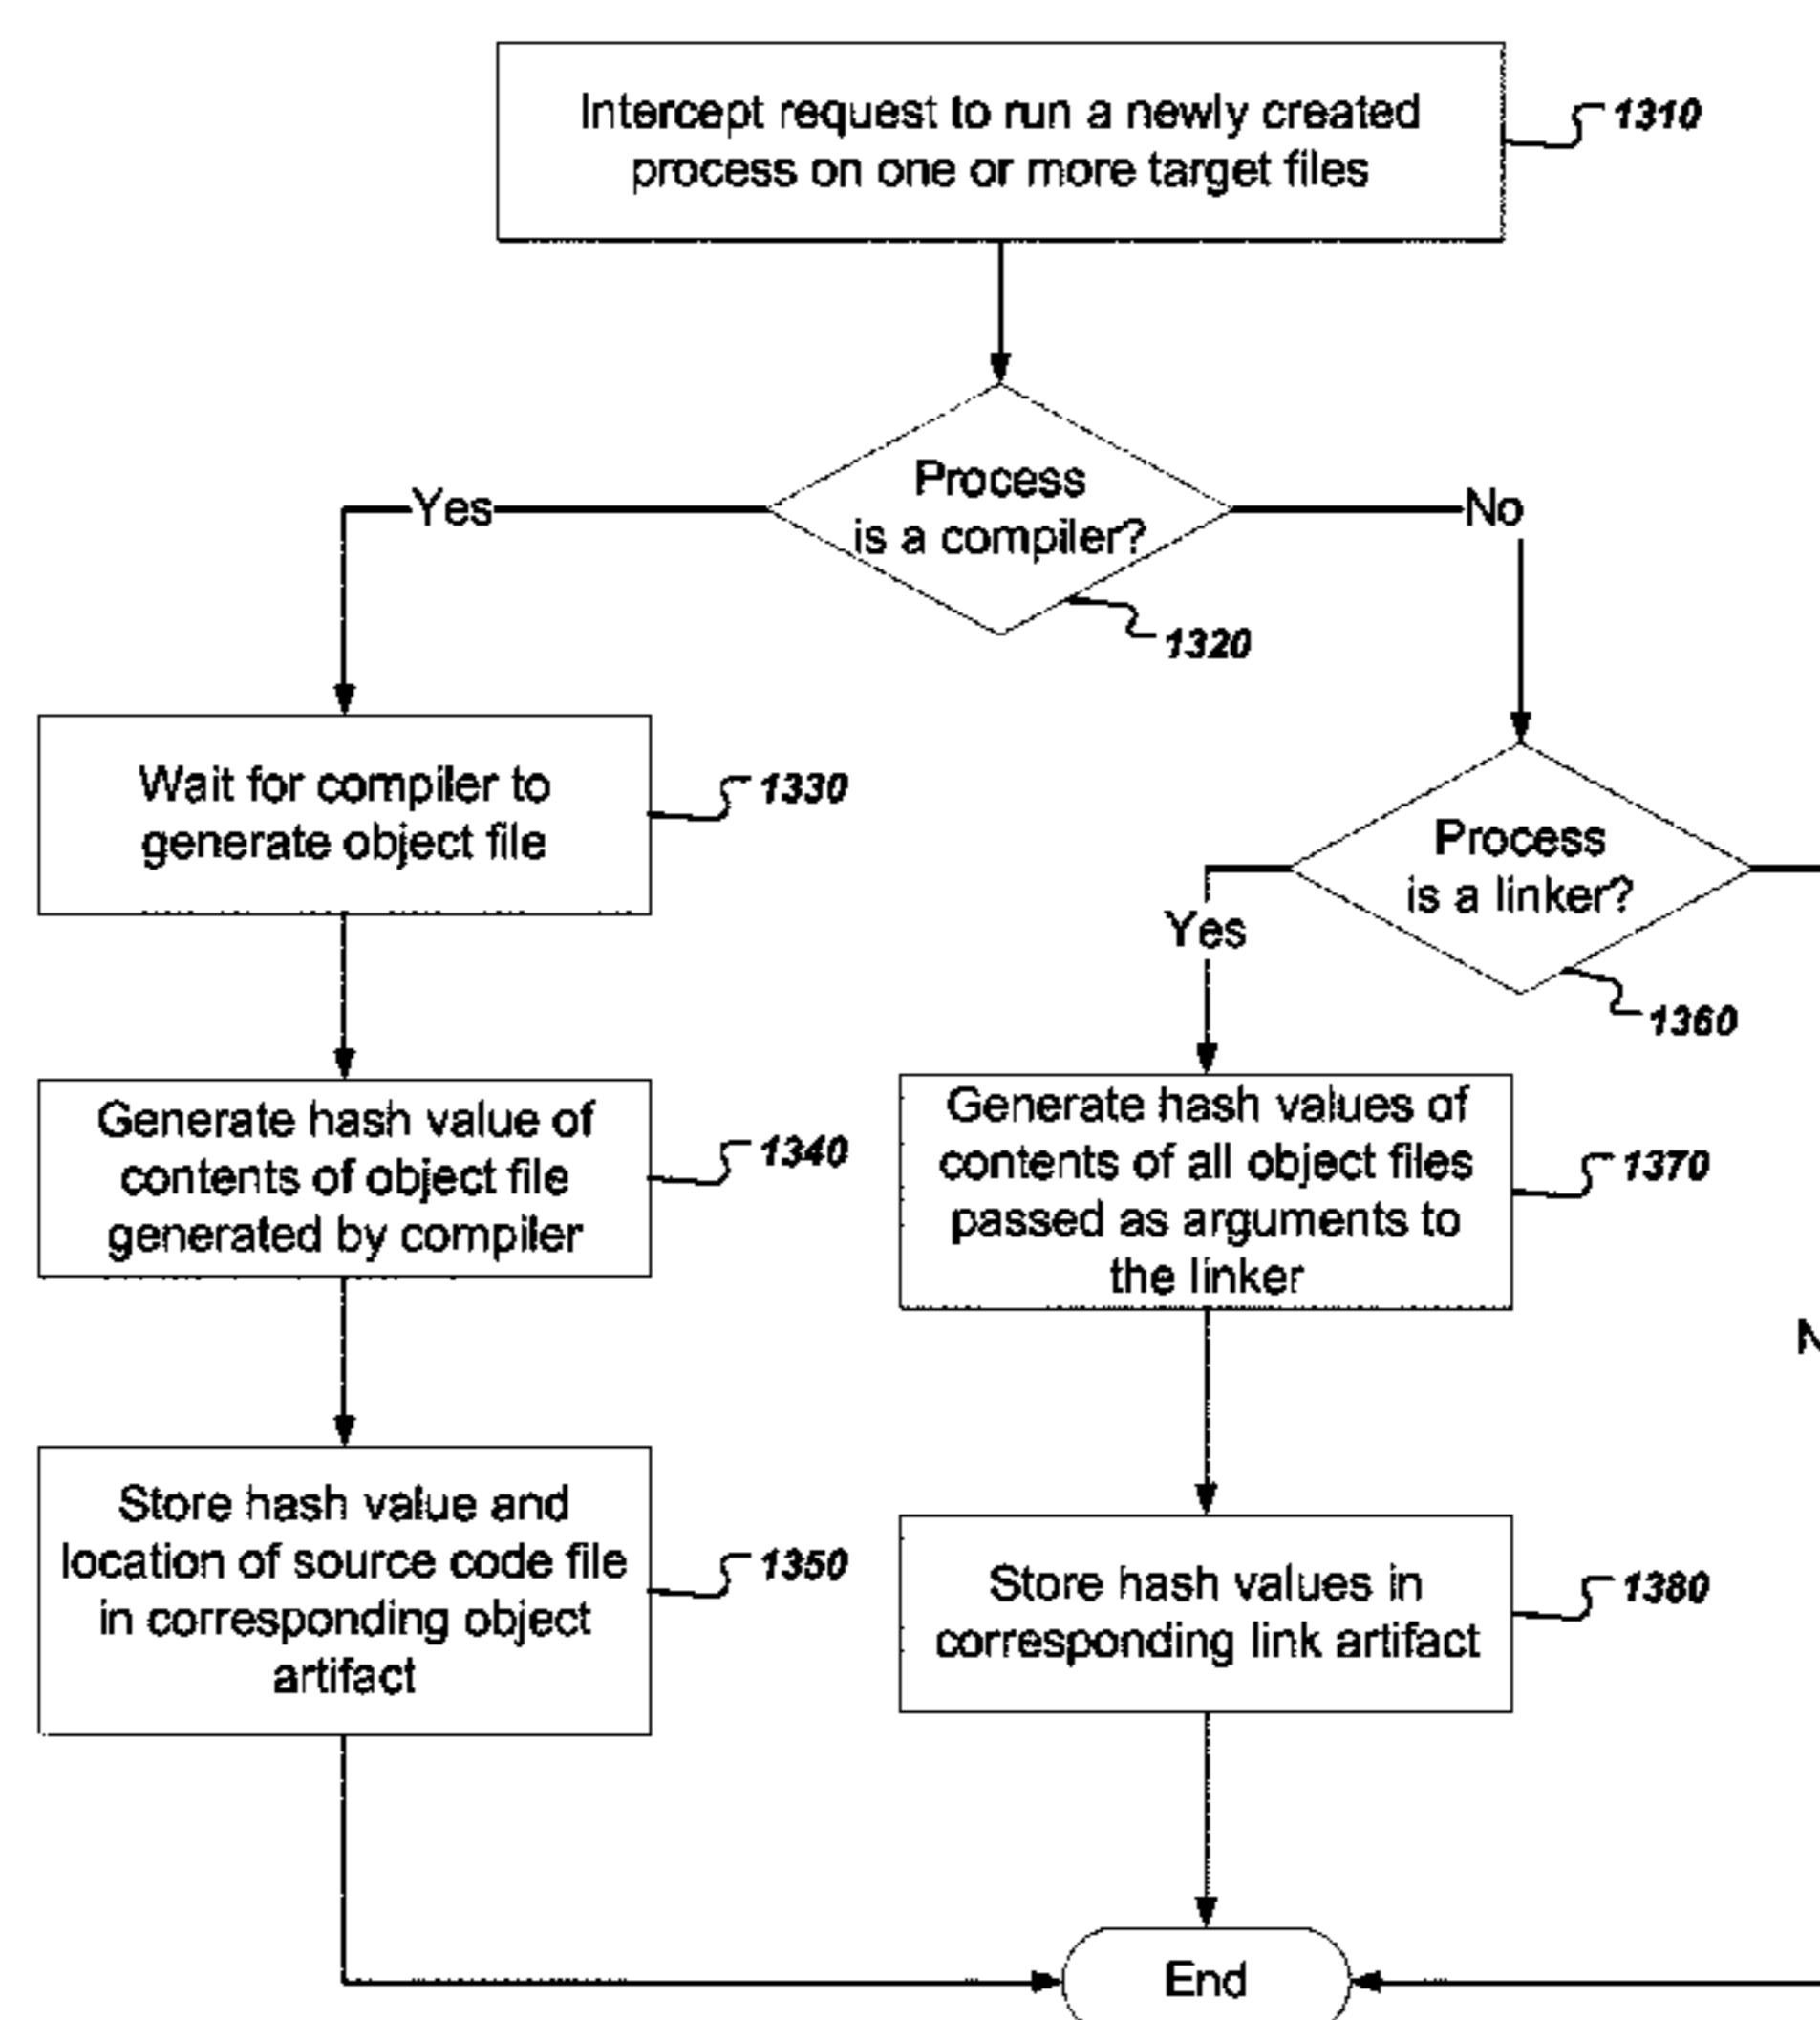 Intercept request to run a newly created
process on one or more target files
1310
Process
is a compiler?
1320
Yes
No
Wait for compiler to
generate object file
1330
Process
is a linker?
1360
Yes
Generate hash value of
contents of object file
generated by compiler
1340
Generate hash values of
contents of all object files
passed as arguments to
the linker
1370
Store hash value and
location of source code file
in corresponding object
artifact
1350
Store hash values in
corresponding link artifact
1380
End